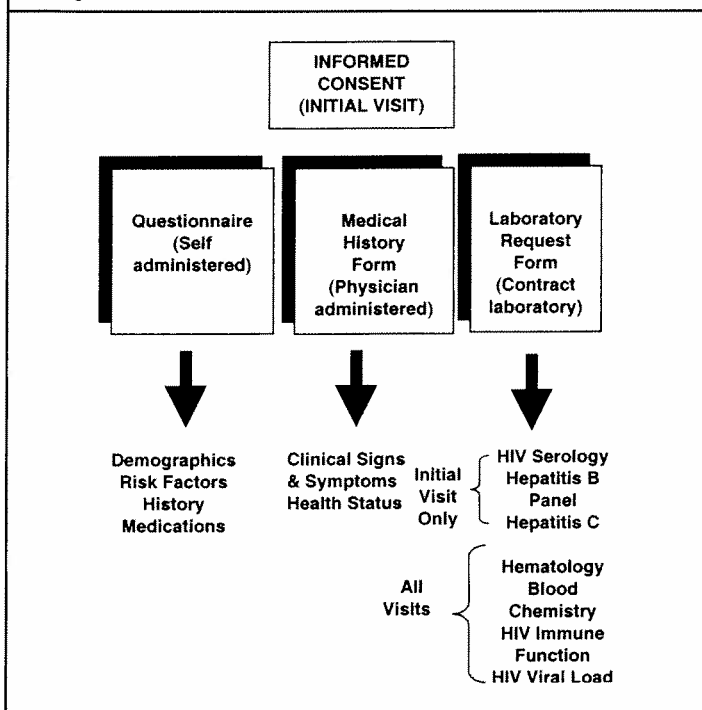 INFORMED
CONSENT
(INITIAL VISIT)
Questionnaire
(Self
administered)
Medical
History
Form
(Physician
administered)
Laboratory
Request
Form
(Contract
laboratory)
Demographics
Risk Factors
History
Medications
Clinical Signs
& Symptoms
Health Status
Initial
Visit
Only
HIV Serology
Hepatitis B
Panel
Hepatitis C
All
Visits
Hematology
Blood
Chemistry
HIV Immune
Function
HIV Viral Load